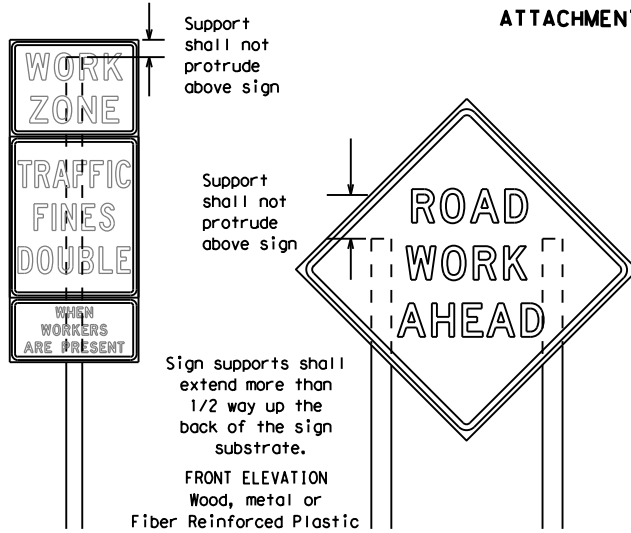 ATTACHMENT
Support
shall not
protrude
above sign
WORK
ZONE
TRAFFIC
FINES
DOUBLE
WHEN
WORKERS
ARE PRESENT
Support
shall not
protrude
above sign
ROAD
WORK
AHEAD
Sign supports shall
extend more than
1/2 way up the
back of the sign
substrate.
FRONT ELEVATION
Wood, metal or
Fiber Reinforced Plastic